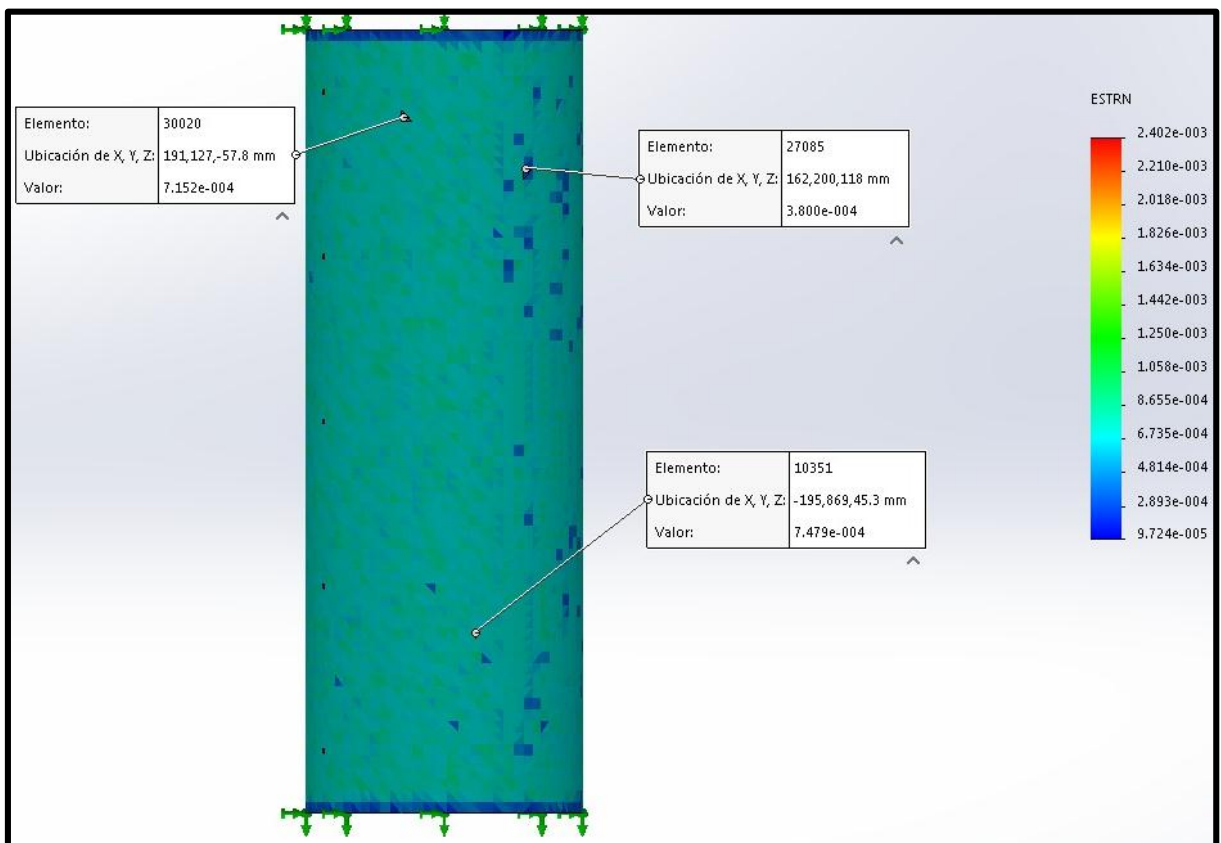 Elemento: 30020
Ubicación de X, Y, Z: 191,127,-57.8 mm
Valor: 7.152e-004
Elemento: 27085
Ubicación de X, Y, Z: 162,200,118 mm
Valor: 3.800e-004
Elemento: 10351
Ubicación de X, Y, Z: -195,869,45.3 mm
Valor: 7.479e-004
ESTRN
2.402e-003
2.210e-003
2.018e-003
1.826e-003
1.634e-003
1.442e-003
1.250e-003
1.058e-003
8.655e-004
6.735e-004
4.814e-004
2.893e-004
9.724e-005